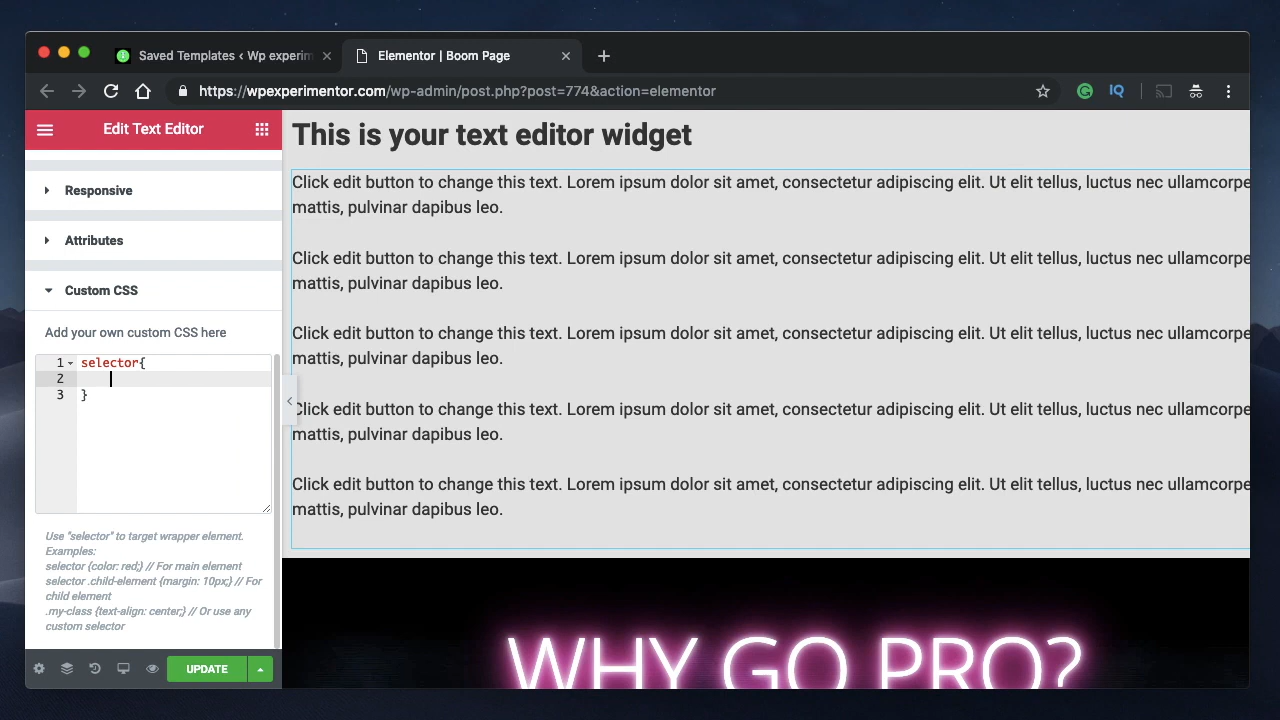 Saved Templates ‹ Wp experim
Elementor | Boom Page
https://wpexperimentor.com/wp-admin/post.php?post=774&action=elementor
IQ
Edit Text Editor
Responsive
Attributes
Custom CSS
Add your own custom CSS here
1 selector{
2
3 }
Use "selector" to target wrapper element.
Examples:
selector {color: red;} // For main element
selector .child-element {margin: 10px;} // For
child element
.my-class {text-align: center;} // Or use any
custom selector
UPDATE
This is your text editor widget
Click edit button to change this text. Lorem ipsum dolor sit amet, consectetur adipiscing elit. Ut elit tellus, luctus nec ullamcorpe
mattis, pulvinar dapibus leo.
Click edit button to change this text. Lorem ipsum dolor sit amet, consectetur adipiscing elit. Ut elit tellus, luctus nec ullamcorpe
mattis, pulvinar dapibus leo.
Click edit button to change this text. Lorem ipsum dolor sit amet, consectetur adipiscing elit. Ut elit tellus, luctus nec ullamcorpe
mattis, pulvinar dapibus leo.
Click edit button to change this text. Lorem ipsum dolor sit amet, consectetur adipiscing elit. Ut elit tellus, luctus nec ullamcorpe
mattis, pulvinar dapibus leo.
Click edit button to change this text. Lorem ipsum dolor sit amet, consectetur adipiscing elit. Ut elit tellus, luctus nec ullamcorpe
mattis, pulvinar dapibus leo.
WHY GO PRO?